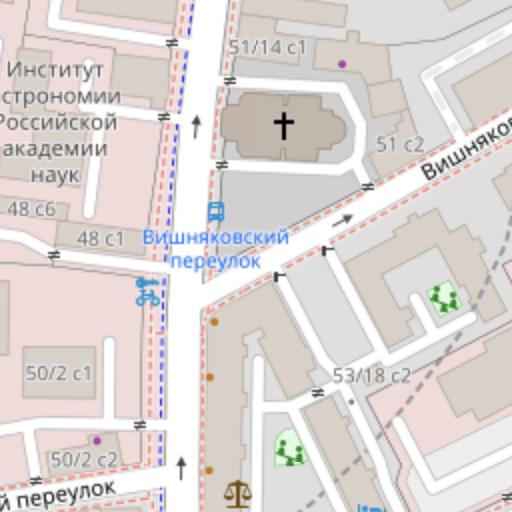 51/14 с1
Институт
астрономии
Российской
академии
наук
51 с2
Вишняков
48 с6
48 с1
Вишняковский
переулок
50/2 с1
53/18 с2
50/2 с2
й переулок